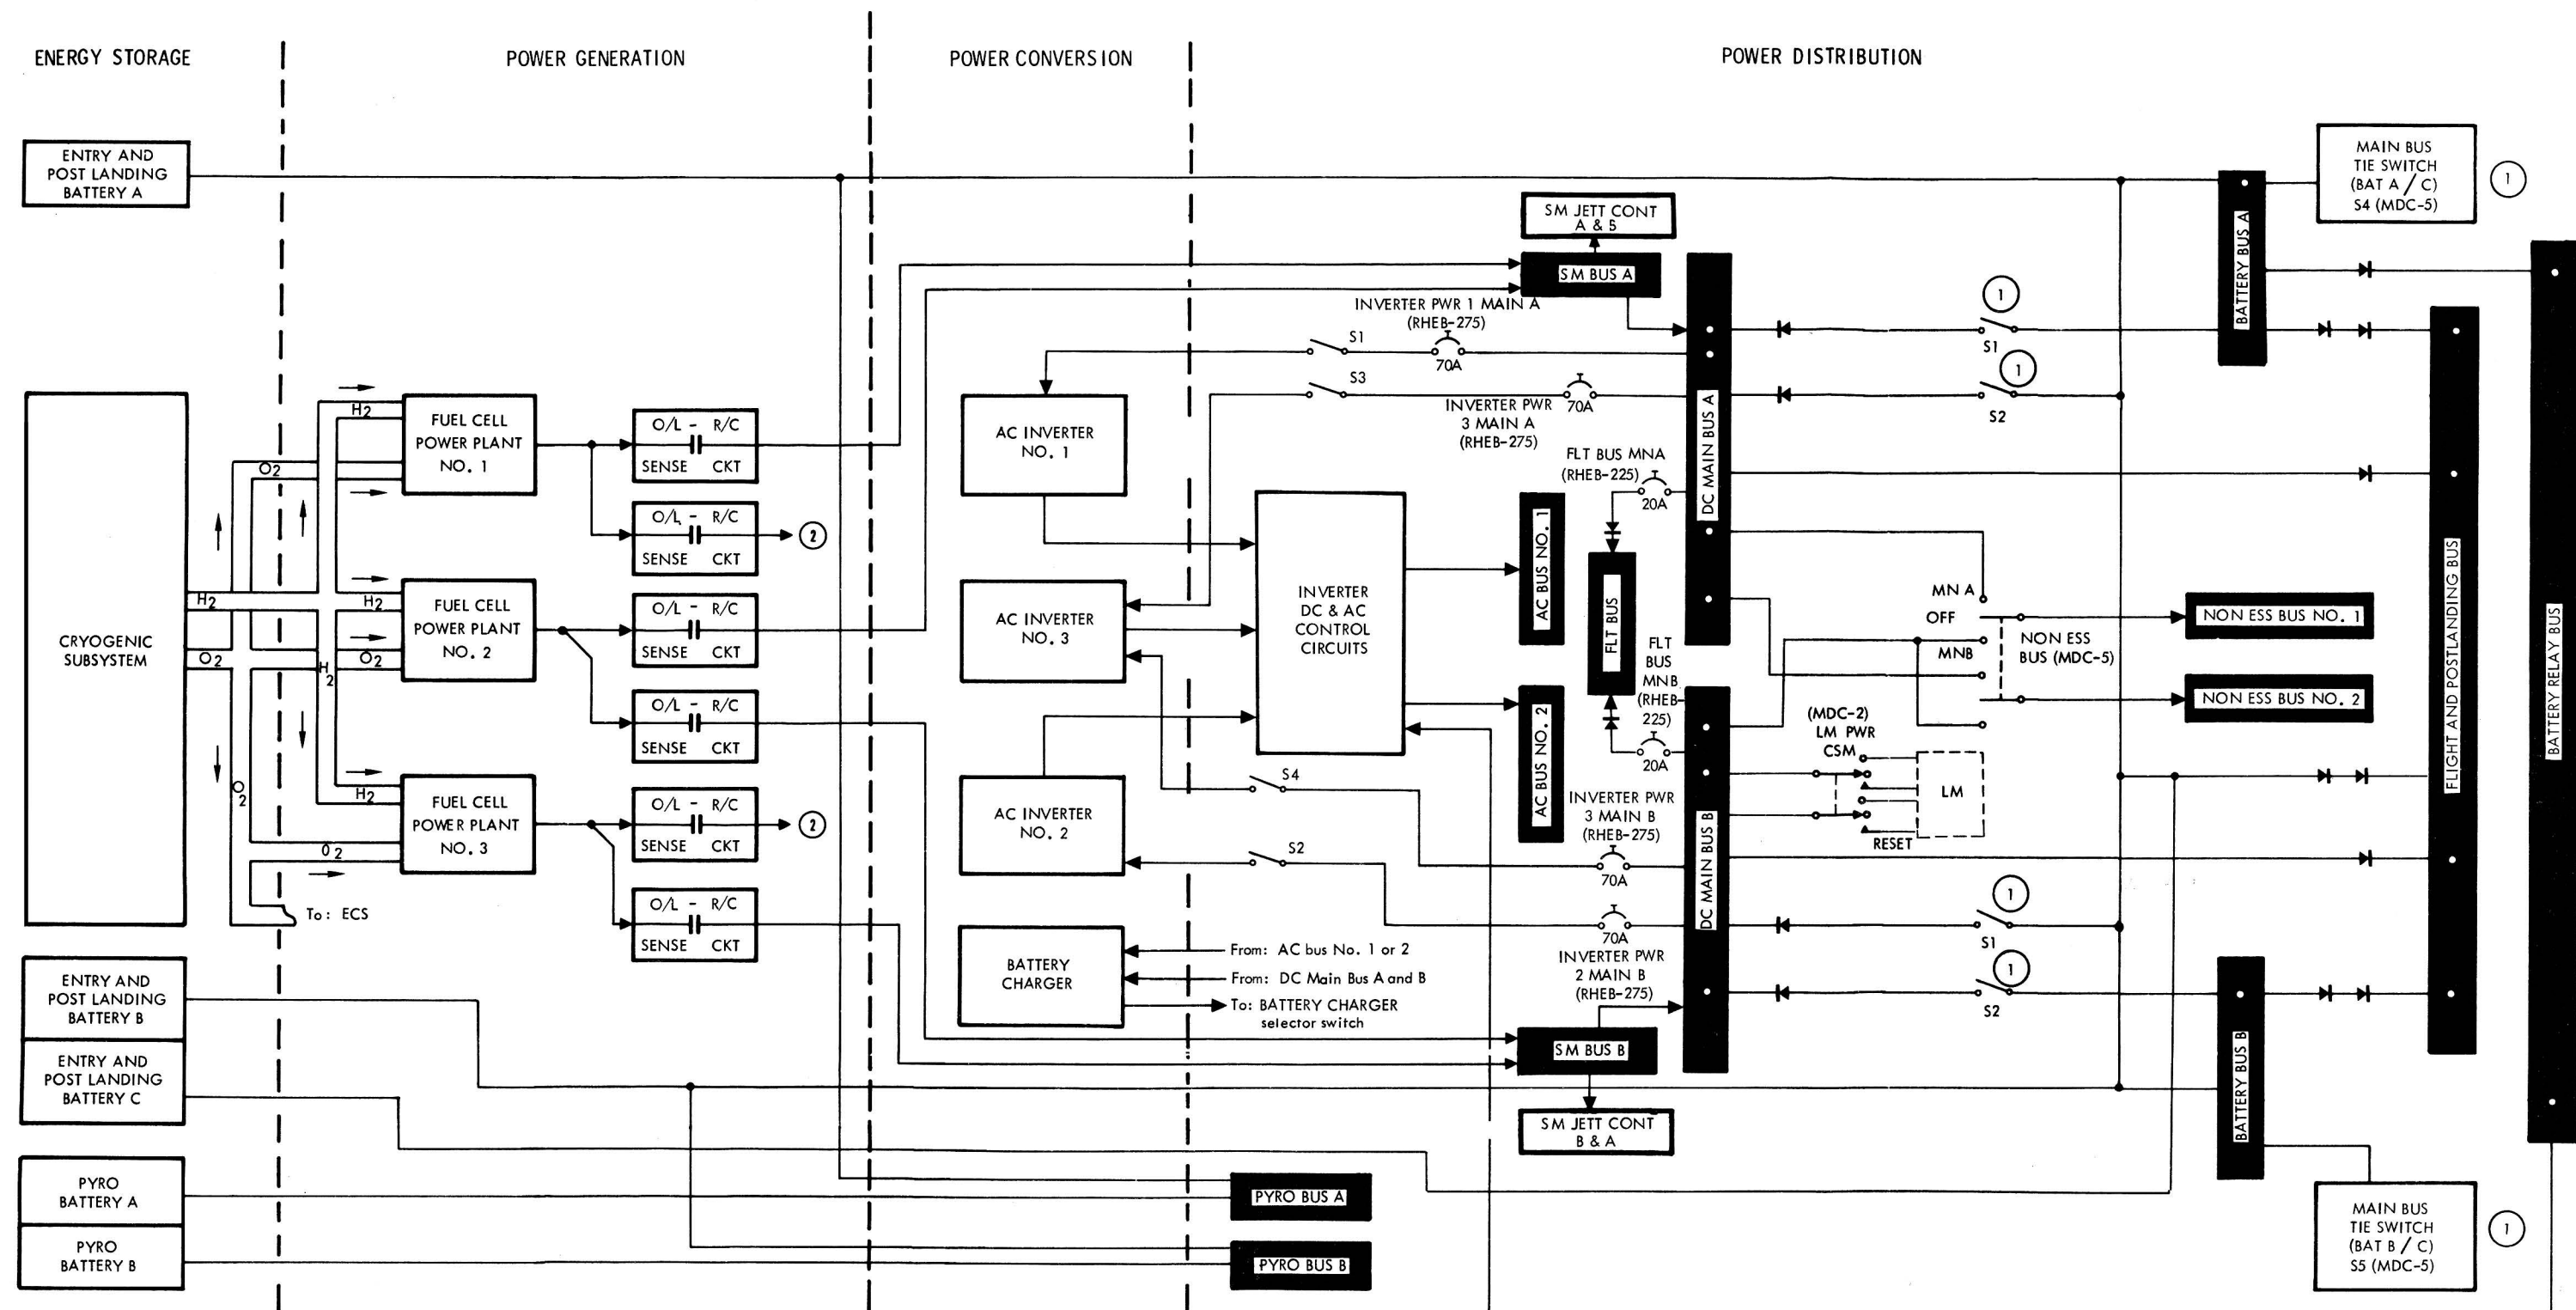 ENERGY STORAGE
POWER GENERATION
POWER CONVERSION
POWER DISTRIBUTION
ENTRY AND
POST LANDING
BATTERY A
CRYOGENIC
SUBSYSTEM
ENTRY AND
POST LANDING
BATTERY B
ENTRY AND
POST LANDING
BATTERY C
PYRO
BATTERY A
PYRO
BATTERY B
H2
O2
H2
O2
H2
O2
H2
O2
H2
O2
To: ECS
FUEL CELL
POWER PLANT
NO. 1
FUEL CELL
POWER PLANT
NO. 2
FUEL CELL
POWER PLANT
NO. 3
O/L - R/C
SENSE CKT
O/L - R/C
SENSE CKT
2
O/L - R/C
SENSE CKT
O/L - R/C
SENSE CKT
O/L - R/C
SENSE CKT
2
O/L - R/C
SENSE CKT
AC INVERTER
NO. 1
AC INVERTER
NO. 3
AC INVERTER
NO. 2
BATTERY
CHARGER
From: AC bus No. 1 or 2
From: DC Main Bus A and B
To: BATTERY CHARGER
selector switch
INVERTER
DC & AC
CONTROL
CIRCUITS
S4
S2
S1
S3
INVERTER PWR 1 MAIN A
(RHEB-275)
70A
INVERTER PWR
3 MAIN A
(RHEB-275)
70A
SM JETT CONT
A & B
SM BUS A
FLT BUS MNA
(RHEB-225)
20A
AC BUS NO. 1
FLT BUS
AC BUS NO. 2
FLT
BUS
MNB
(RHEB-
225)
20A
INVERTER PWR
3 MAIN B
(RHEB-275)
70A
70A
INVERTER PWR
2 MAIN B
(RHEB-275)
SM BUS B
SM JETT CONT
B & A
PYRO BUS A
PYRO BUS B
DC MAIN BUS A
DC MAIN BUS B
1
S1
1
S2
MN A
OFF
MNB
NON ESS
BUS (MDC-5)
NON ESS BUS NO. 1
NON ESS BUS NO. 2
(MDC-2)
LM PWR
CSM
LM
RESET
1
S1
1
S2
BATTERY BUS A
BATTERY BUS B
MAIN BUS
TIE SWITCH
(BAT A / C)
S4 (MDC-5)
1
FLIGHT AND POSTLANDING BUS
BATTERY RELAY BUS
MAIN BUS
TIE SWITCH
(BAT B / C)
S5 (MDC-5)
1